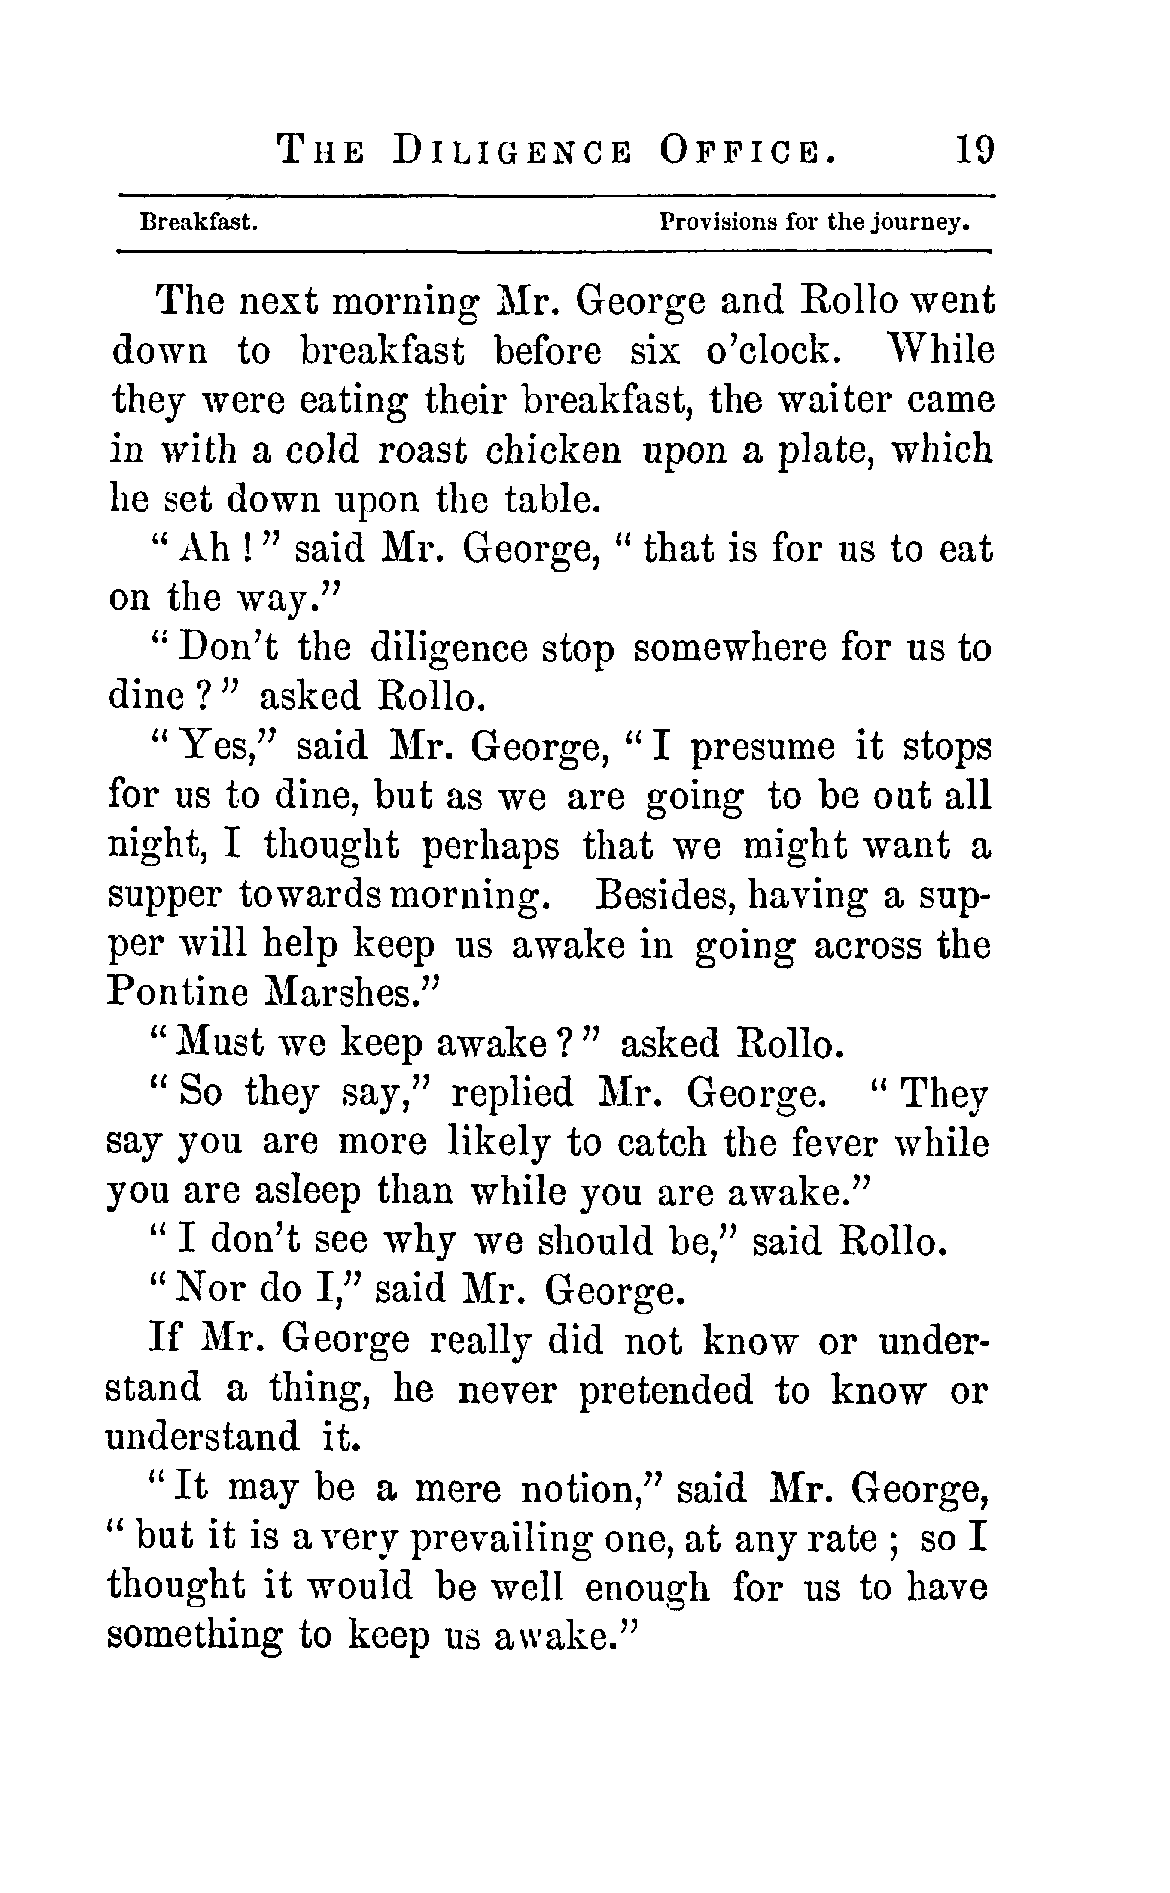 The Diligence Office. 19
Breakfast. Provisions for the journey.
The next morning Mr. George and Rollo went
down to breakfast before six o'clock. While
they were eating their breakfast, the waiter came
in with a cold roast chicken upon a plate, which
he set down upon the table.
" Ah ! " said Mr. George, " that is for us to eat
on the way."
" Don't the diligence stop somewhere for us to
dine ? " asked Rollo.
" Yes," said Mr. George, " I presume it stops
for us to dine, but as we are going to be out all
night, I thought perhaps that we might want a
supper towards morning. Besides, having a sup-
per will help keep us awake in going across the
Pontine Marshes."
" Must we keep awake ? " asked Rollo.
" So they say," replied Mr. George. " They
say you are more likely to catch the fever while
you are asleep than while you are awake."
" I don't see why we should be," said Rollo.
" Nor do I," said Mr. George.
If Mr. George really did not know or under-
stand a thing, he never pretended to know or
understand it.
" It may be a mere notion," said Mr. George,
" but it is a very prevailing one, at any rate ; so I
thought it would be well enough for us to have
something to keep us awake."